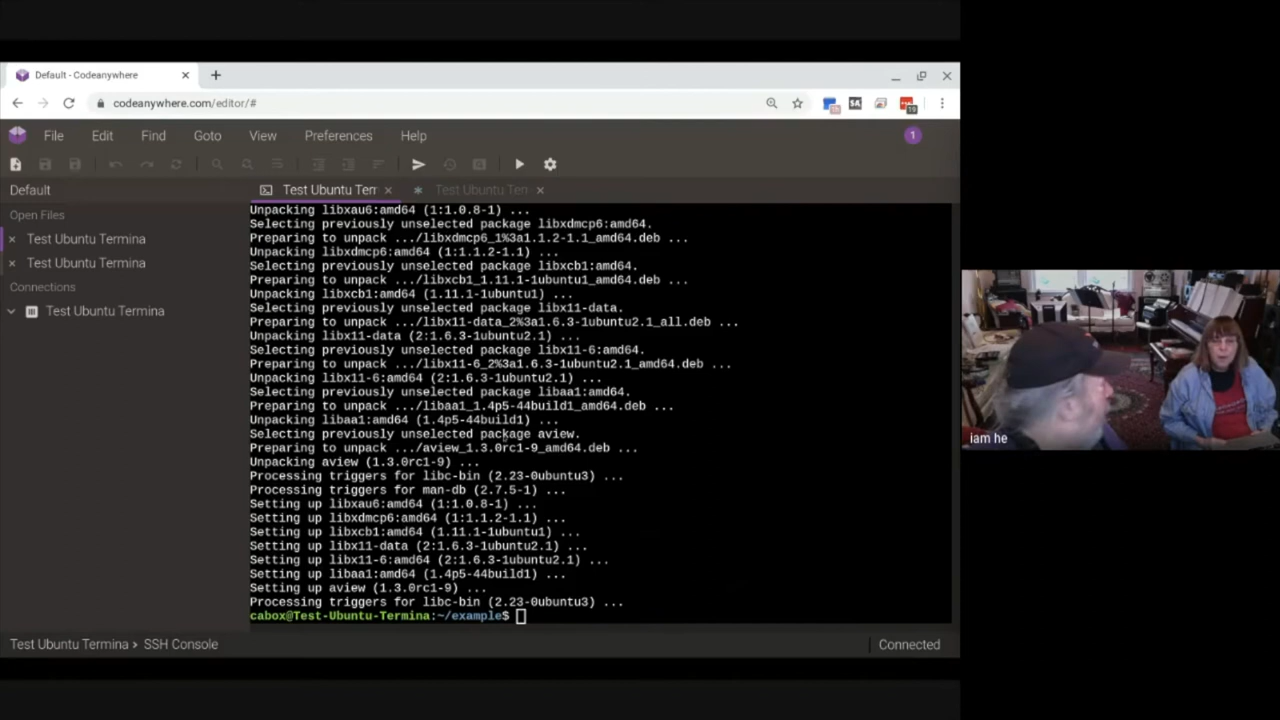 Default - Codeanywhere
codeanywhere.com/editor/#
19
File Edit Find Goto View Preferences Help
1
Default
Test Ubuntu Terr
Test Ubuntu Terr
Open Files
Test Ubuntu Termina
Test Ubuntu Termina
Connections
Test Ubuntu Termina
Unpacking libxau6:amd64 (1:1.0.8-1) ...
Selecting previously unselected package libxdmcp6:amd64.
Preparing to unpack .../libxdmcp6_1%3a1.1.2-1.1_amd64.deb ...
Unpacking libxdmcp6:amd64 (1:1.1.2-1.1) ...
Selecting previously unselected package libxcb1:amd64.
Preparing to unpack .../libxcb1_1.11.1-1ubuntu1_amd64.deb ...
Unpacking libxcb1:amd64 (1.11.1-1ubuntu1) ...
Selecting previously unselected package libx11-data.
Preparing to unpack .../libx11-data_2%3a1.6.3-1ubuntu2.1_all.deb ...
Unpacking libx11-data (2:1.6.3-1ubuntu2.1) ...
Selecting previously unselected package libx11-6:amd64.
Preparing to unpack .../libx11-6_2%3a1.6.3-1ubuntu2.1_amd64.deb ...
Unpacking libx11-6:amd64 (2:1.6.3-1ubuntu2.1) ...
Selecting previously unselected package libaa1:amd64.
Preparing to unpack .../libaa1_1.4p5-44build1_amd64.deb ...
Unpacking libaa1:amd64 (1.4p5-44build1) ...
Selecting previously unselected package aview.
Preparing to unpack .../aview_1.3.0rc1-9_amd64.deb ...
Unpacking aview (1.3.0rc1-9) ...
Processing triggers for libc-bin (2.23-0ubuntu3) ...
Processing triggers for man-db (2.7.5-1) ...
Setting up libxau6:amd64 (1:1.0.8-1) ...
Setting up libxdmcp6:amd64 (1:1.1.2-1.1) ...
Setting up libxcb1:amd64 (1.11.1-1ubuntu1) ...
Setting up libx11-data (2:1.6.3-1ubuntu2.1) ...
Setting up libx11-6:amd64 (2:1.6.3-1ubuntu2.1) ...
Setting up libaa1:amd64 (1.4p5-44build1) ...
Setting up aview (1.3.0rc1-9) ...
Processing triggers for libc-bin (2.23-0ubuntu3) ...
cabox@Test-Ubuntu-Termina:~/example$
Test Ubuntu Termina › SSH Console
Connected
iam he